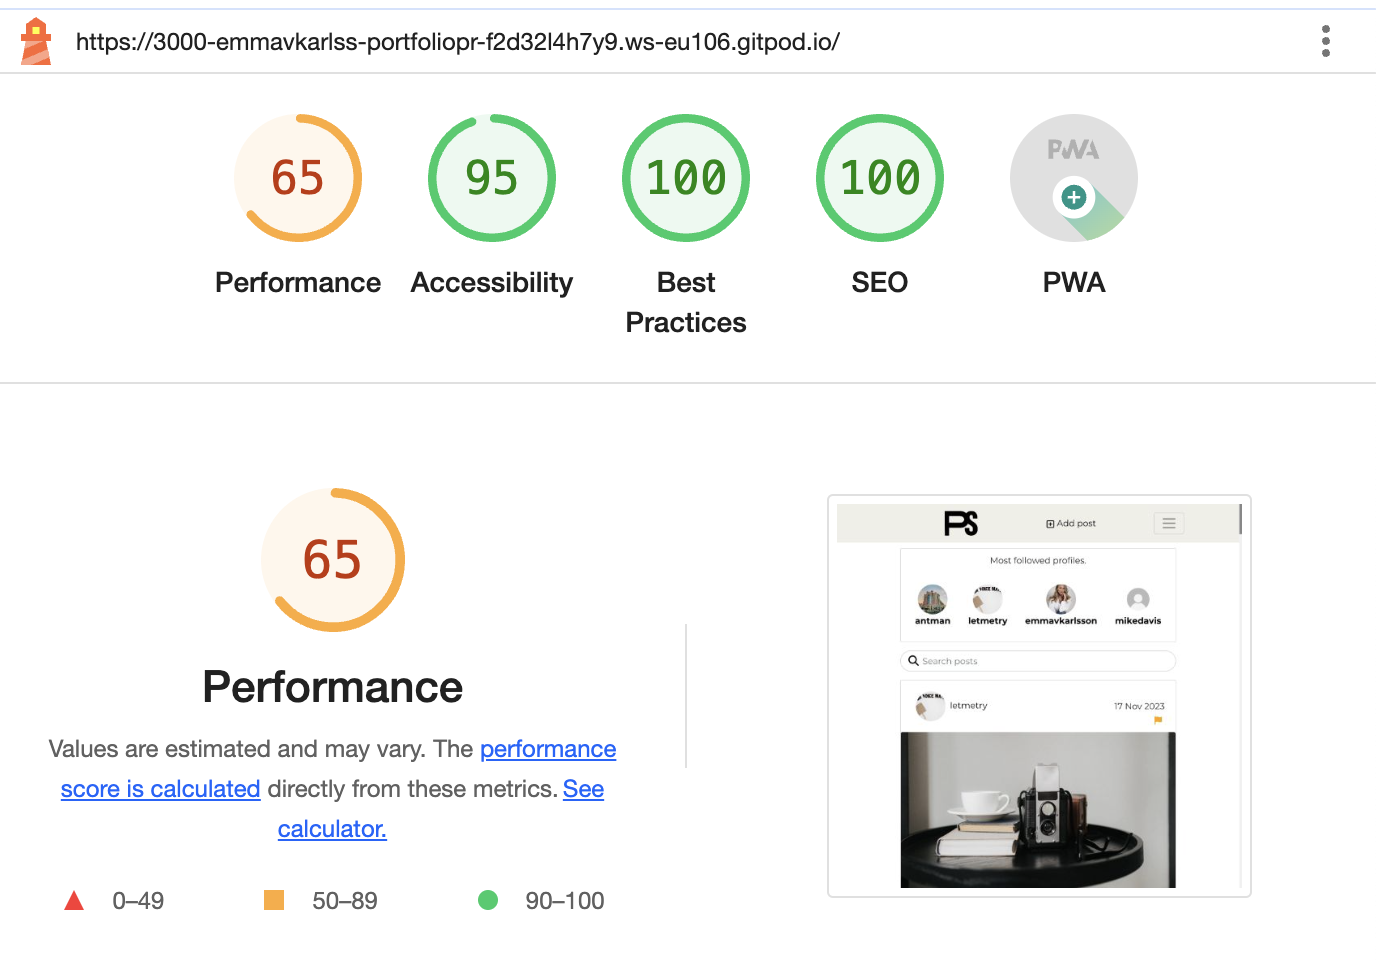 https://3000-emmavkarlss-portfoliopr-f2d32l4h7y9.ws-eu106.gitpod.io/
65
95
100
100
PWA
Performance
Accessibility
Best
Practices
SEO
PWA
65
Performance
Values are estimated and may vary. The performance
score is calculated directly from these metrics. See
calculator.
0–49
50–89
90–100
PS
Add post
Most followed profiles.
antman
letmetry
emmavkarlsson
mikedavis
Search posts
letmetry
17 Nov 2023